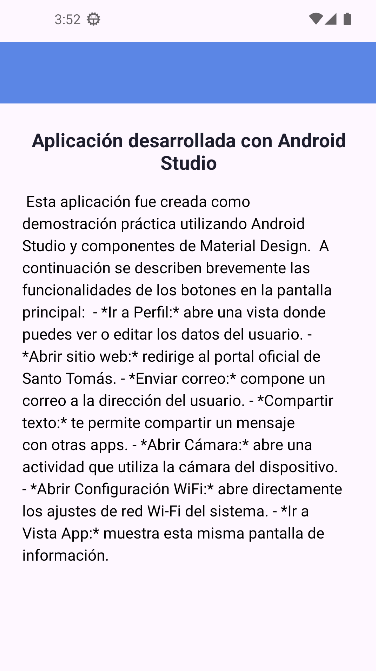 3:52
Aplicación desarrollada con Android
Studio
Esta aplicación fue creada como
demostración práctica utilizando Android
Studio y componentes de Material Design.  A
continuación se describen brevemente las
funcionalidades de los botones en la pantalla
principal:  - *Ir a Perfil:* abre una vista donde
puedes ver o editar los datos del usuario. -
*Abrir sitio web:* redirige al portal oficial de
Santo Tomás. - *Enviar correo:* compone un
correo a la dirección del usuario. - *Compartir
texto:* te permite compartir un mensaje
con otras apps. - *Abrir Cámara:* abre una
actividad que utiliza la cámara del dispositivo.
- *Abrir Configuración WiFi:* abre directamente
los ajustes de red Wi-Fi del sistema. - *Ir a
Vista App:* muestra esta misma pantalla de
información.